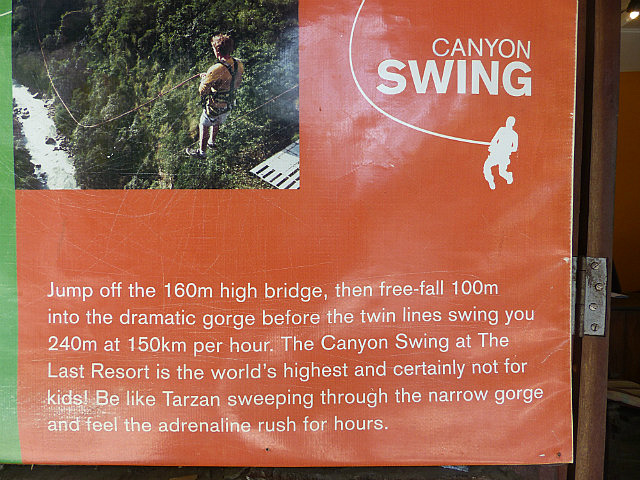 CANYON
SWING
Jump off the 160m high bridge, then free-fall 100m
into the dramatic gorge before the twin lines swing you
240m at 150km per hour. The Canyon Swing at The
Last Resort is the world's highest and certainly not for
kids! Be like Tarzan sweeping through the narrow gorge
and feel the adrenaline rush for hours.